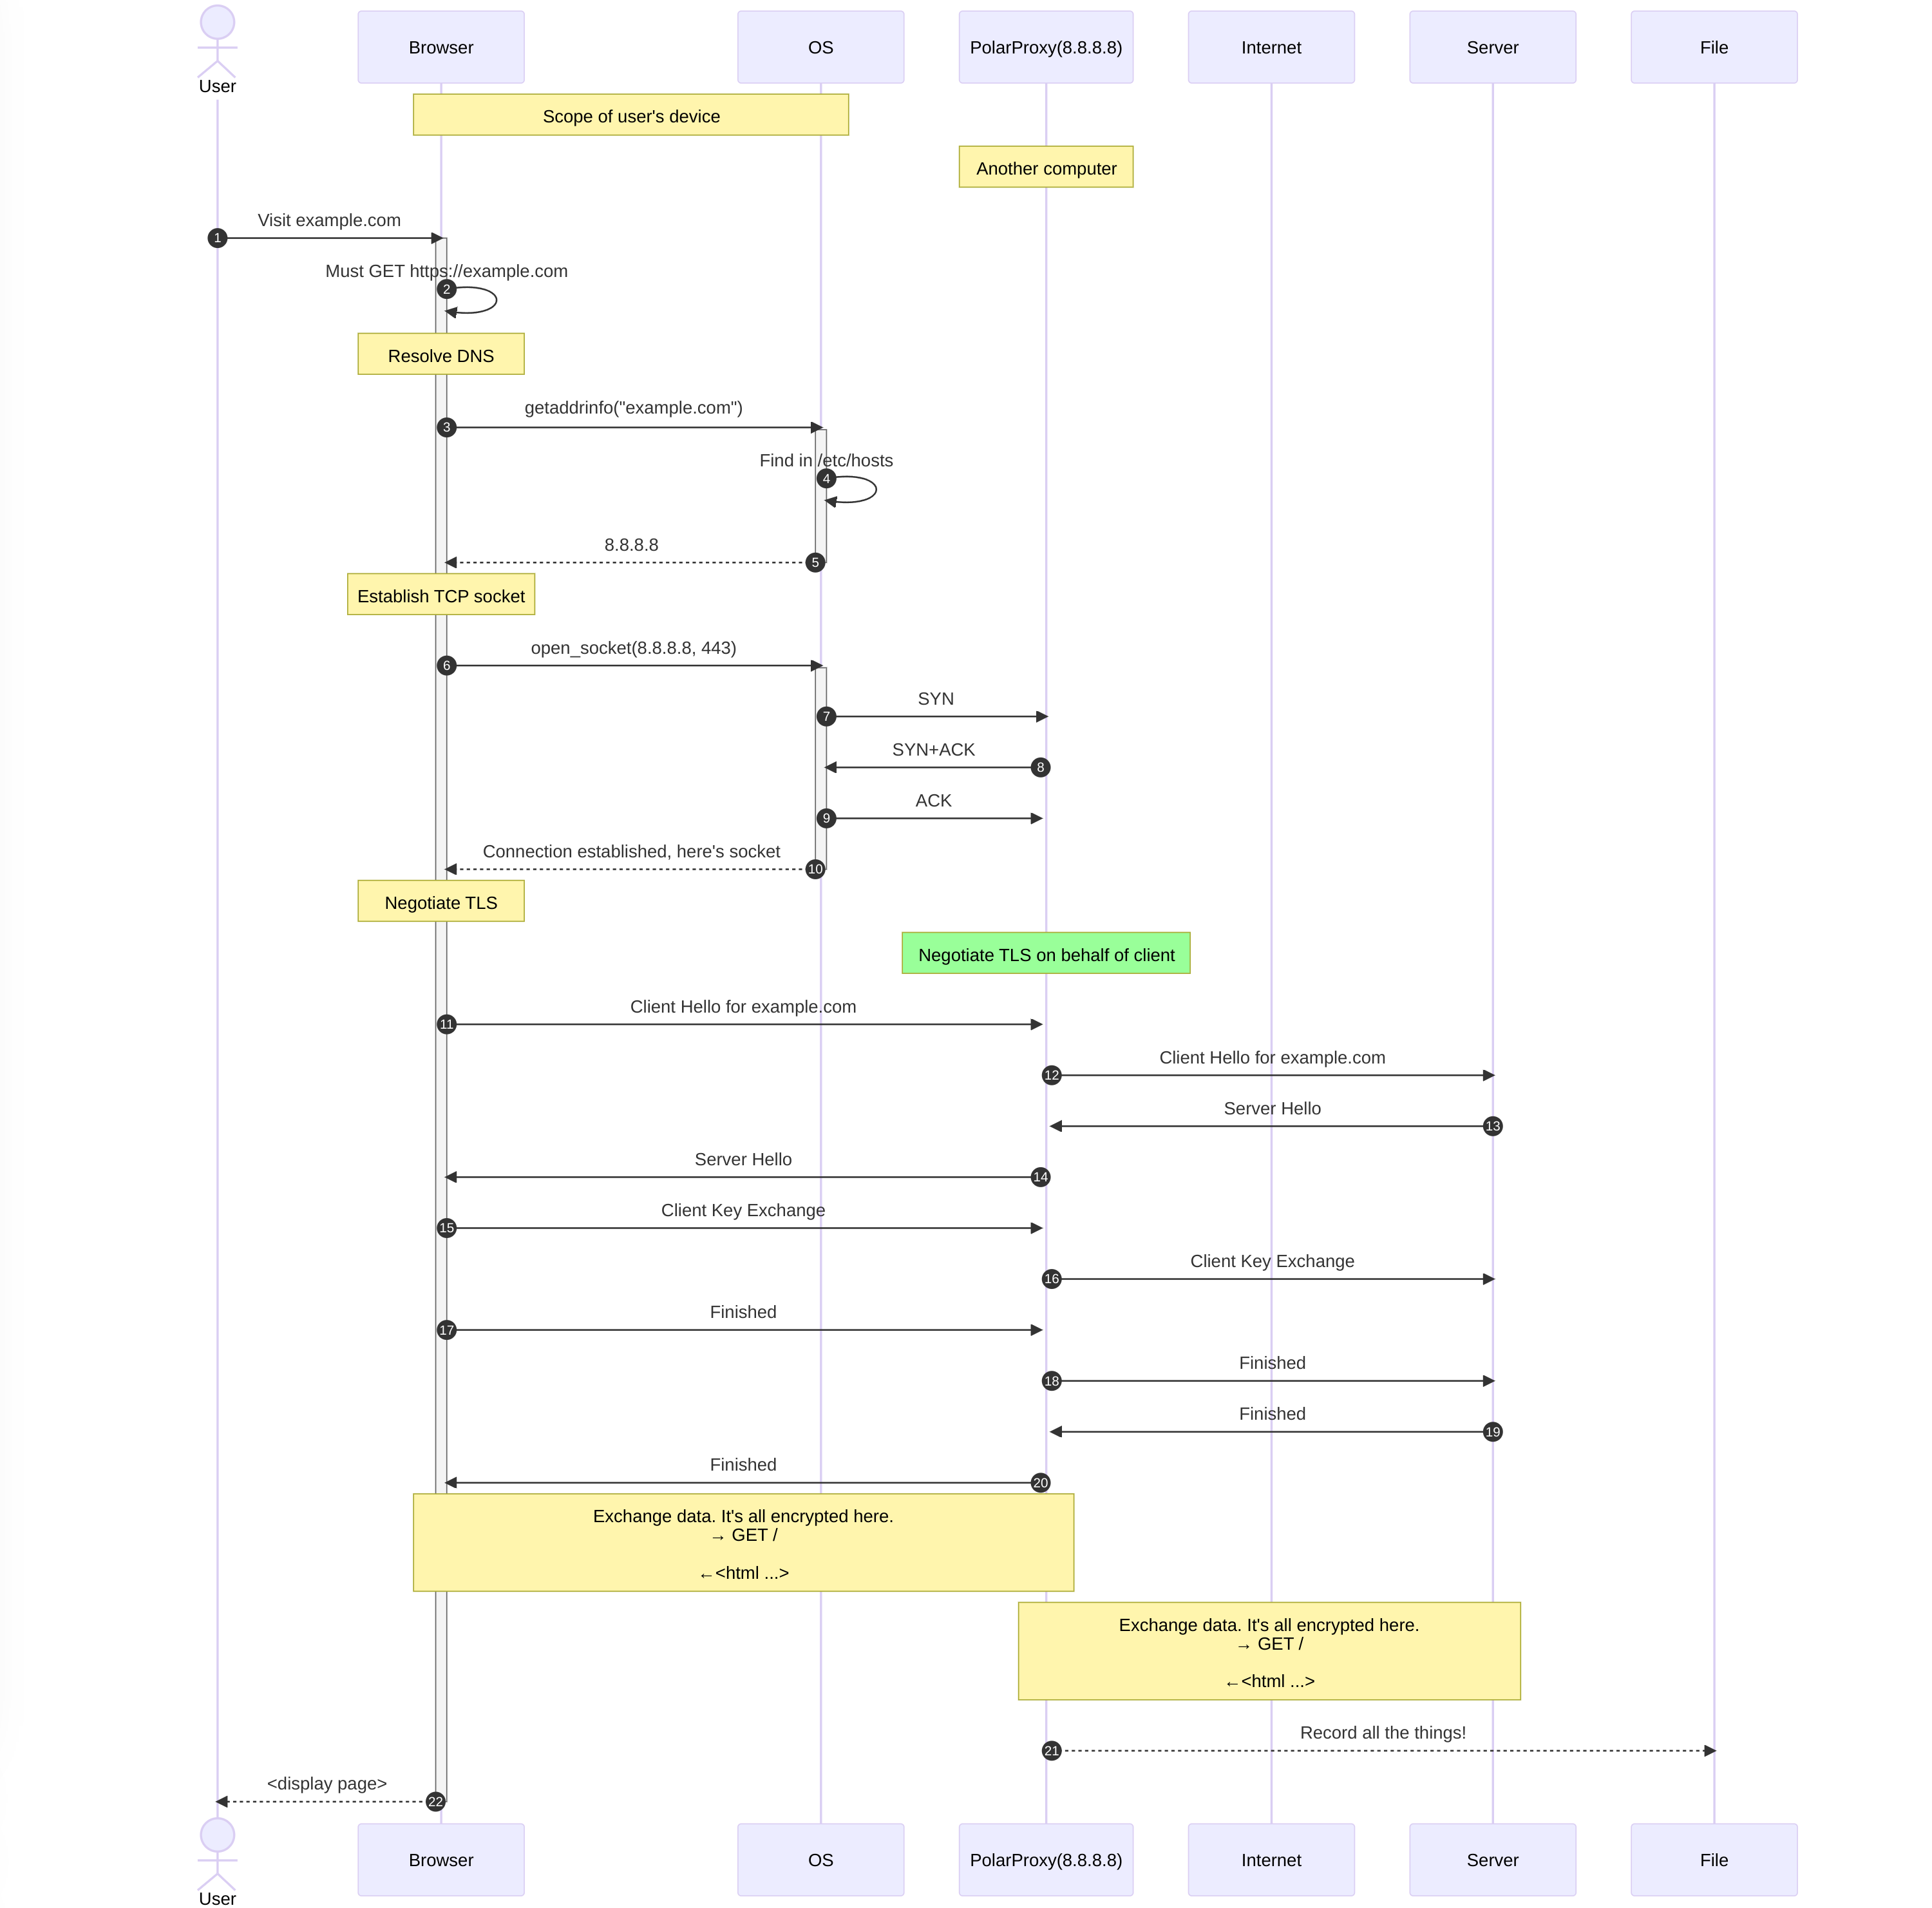 User
Browser
OS
PolarProxy(8.8.8.8)
Internet
Server
File
Scope of user's device
Another computer
Visit example.com
1
Must GET https://example.com
2
Resolve DNS
getaddrinfo("example.com")
3
Find in /etc/hosts
4
8.8.8.8
5
Establish TCP socket
open_socket(8.8.8.8, 443)
6
SYN
7
SYN+ACK
8
ACK
9
Connection established, here's socket
10
Negotiate TLS
Negotiate TLS on behalf of client
Client Hello for example.com
11
Client Hello for example.com
12
Server Hello
13
Server Hello
14
Client Key Exchange
15
Client Key Exchange
16
Finished
17
Finished
18
Finished
19
Finished
20
Exchange data. It's all encrypted here.
→ GET /
←<html ...>
Exchange data. It's all encrypted here.
→ GET /
←<html ...>
Record all the things!
21
<display page>
22
User
Browser
OS
PolarProxy(8.8.8.8)
Internet
Server
File